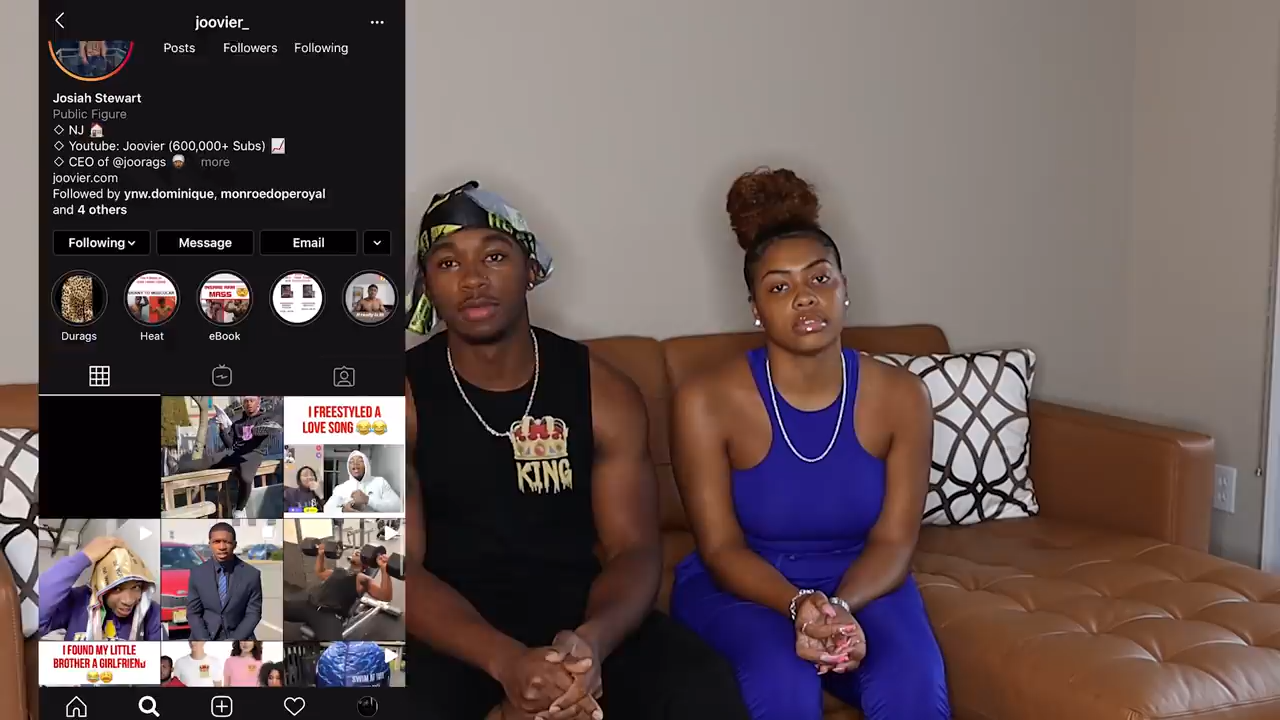 joovier_
Posts Followers Following
Josiah Stewart
Public Figure
◇ NJ 🏠
◇ Youtube: Joovier (600,000+ Subs) 📈
◇ CEO of @joorags 👳🏾‍♂️ more
joovier.com
Followed by ynw.dominique, monroedoperoyal
and 4 others
Following Message Email
Durags Heat eBook
I FREESTYLED A
LOVE SONG 😂😂
I FOUND MY LITTLE
BROTHER A GIRLFRIEND
KING